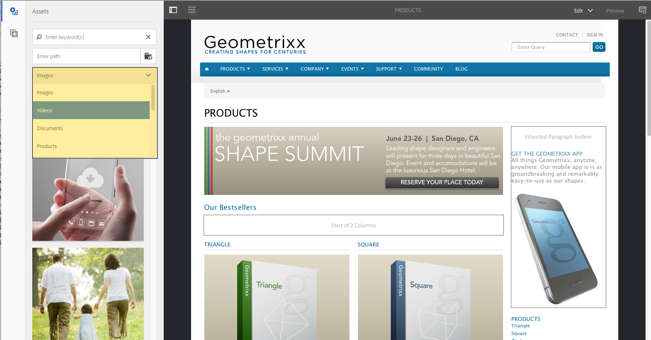 Assets
PRODUCTS
Edit
Preview
Enter keyword(s)
Enter path
Images
Images
Videos
Documents
Products
Geometrixx
CREATING SHAPES FOR CENTURIES
CONTACT | SIGN IN
Enter Query
GO
PRODUCTS SERVICES COMPANY EVENTS SUPPORT COMMUNITY BLOG
English »
PRODUCTS
the geometrixx annual
SHAPE SUMMIT
June 23-26 | San Diego, CA
Leading shape designers and engineers
will present for three days in beautiful San
Diego. Event and accomodations will be
at the luxurious San Diego Hotel.
RESERVE YOUR PLACE TODAY
Inherited Paragraph System
GET THE GEOMETRIXX APP
All things Geometrixx, anytime,
anywhere. Our mobile app is is as
groundbreaking and remarkably
easy-to-use as our shapes.
Our Bestsellers
Start of 2 Columns
TRIANGLE
SQUARE
Geometrixx
Triangle
g
Geometrixx
Square
g
Geometrixx
g
PRODUCTS
Triangle
Square